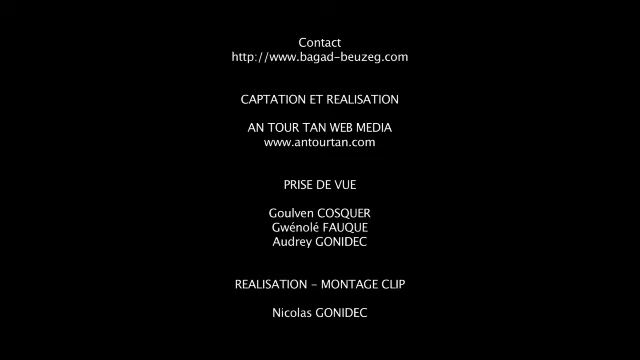 Contact
http://www.bagad-beuzeg.com
CAPTATION ET REALISATION
AN TOUR TAN WEB MEDIA
www.antourtan.com
PRISE DE VUE
Goulven COSQUER
Gwénolé FAUQUE
Audrey GONIDEC
REALISATION - MONTAGE CLIP
Nicolas GONIDEC